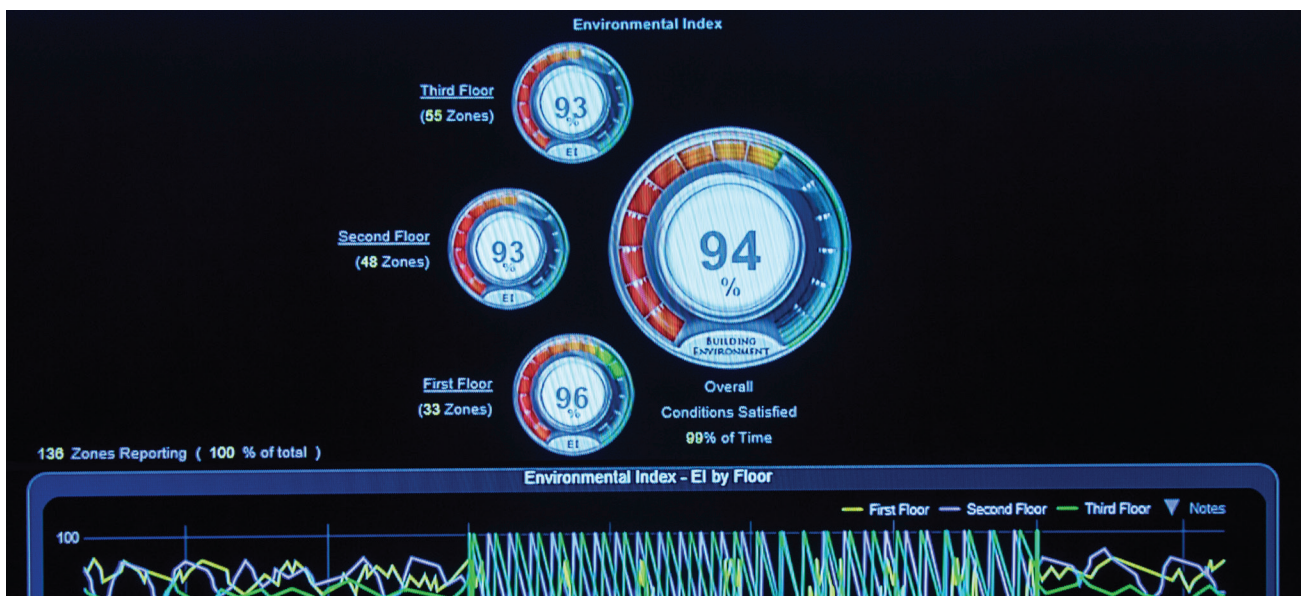 Environmental Index
Third Floor
(55 Zones)
93
%
EI
Second Floor
(48 Zones)
93
%
EI
First Floor
(33 Zones)
96
%
EI
94
%
BUILDING
ENVIRONMENT
Overall
Conditions Satisfied
99% of Time
136 Zones Reporting ( 100 % of total )
Environmental Index - EI by Floor
First Floor Second Floor Third Floor Notes
100